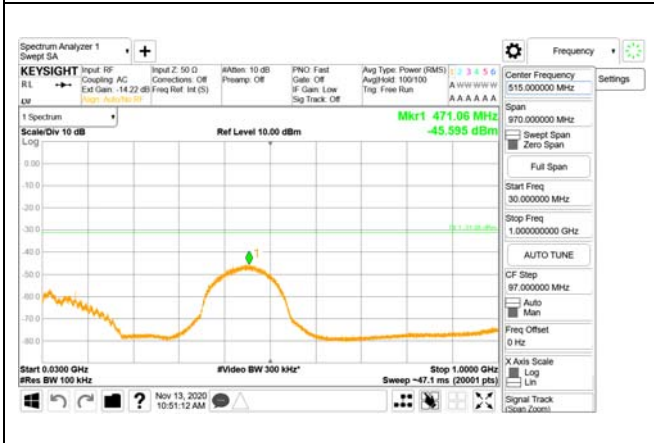 Spectrum Analyzer 1
Swept SA
+
Frequency
KEYSIGHT
Input: RF
Input Z: 50 Ω
#Atten: 10 dB
PNO: Fast
Avg Type: Power (RMS)
1 2 3 4 5 6
RL
Coupling: AC
Corrections: Off
Preamp: Off
Gate: Off
Avg|Hold: 100/100
A W W W W W
Ext Gain: -14.22 dB
Freq Ref: Int (S)
IF Gain: Low
Trig: Free Run
Align: Auto/No RF
Sig Track: Off
A A A A A A
Center Frequency
515.000000 MHz
Settings
Span
970.000000 MHz
Swept Span
Zero Span
Full Span
Start Freq
30.000000 MHz
Stop Freq
1.000000000 GHz
AUTO TUNE
CF Step
97.000000 MHz
Auto
Man
Freq Offset
0 Hz
X Axis Scale
Log
Lin
Signal Track
(Span Zoom)
1 Spectrum
Mkr1 471.06 MHz
Scale/Div 10 dB
Ref Level 10.00 dBm
-45.595 dBm
Log
0.00
-10.0
-20.0
-30.0
-40.0
-50.0
-60.0
-70.0
-80.0
1
Start 0.0300 GHz
#Video BW 300 kHz*
Stop 1.0000 GHz
#Res BW 100 kHz
Sweep ~47.1 ms (20001 pts)
?
Nov 13, 2020
10:51:12 AM